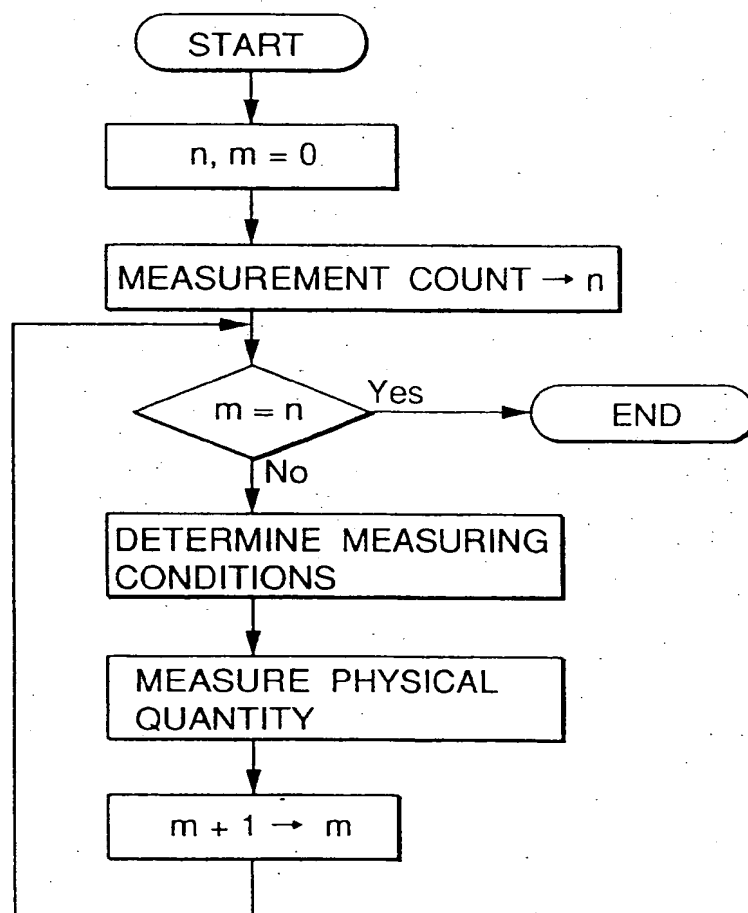 START
n, m = 0
MEASUREMENT COUNT → n
m = n
Yes
END
No
DETERMINE MEASURING
CONDITIONS
MEASURE PHYSICAL
QUANTITY
m + 1 → m